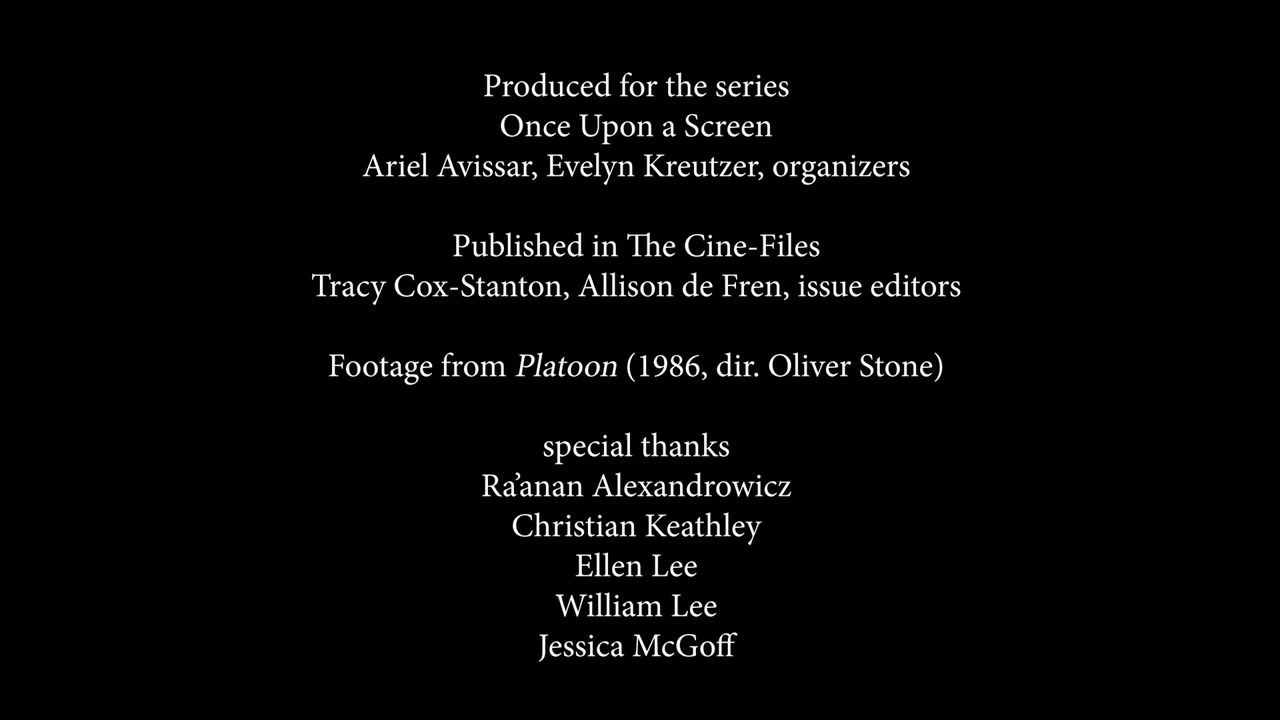 Produced for the series
Once Upon a Screen
Ariel Avissar, Evelyn Kreutzer, organizers
Published in The Cine-Files
Tracy Cox-Stanton, Allison de Fren, issue editors
Footage from Platoon (1986, dir. Oliver Stone)
special thanks
Ra’anan Alexandrowicz
Christian Keathley
Ellen Lee
William Lee
Jessica McGoff